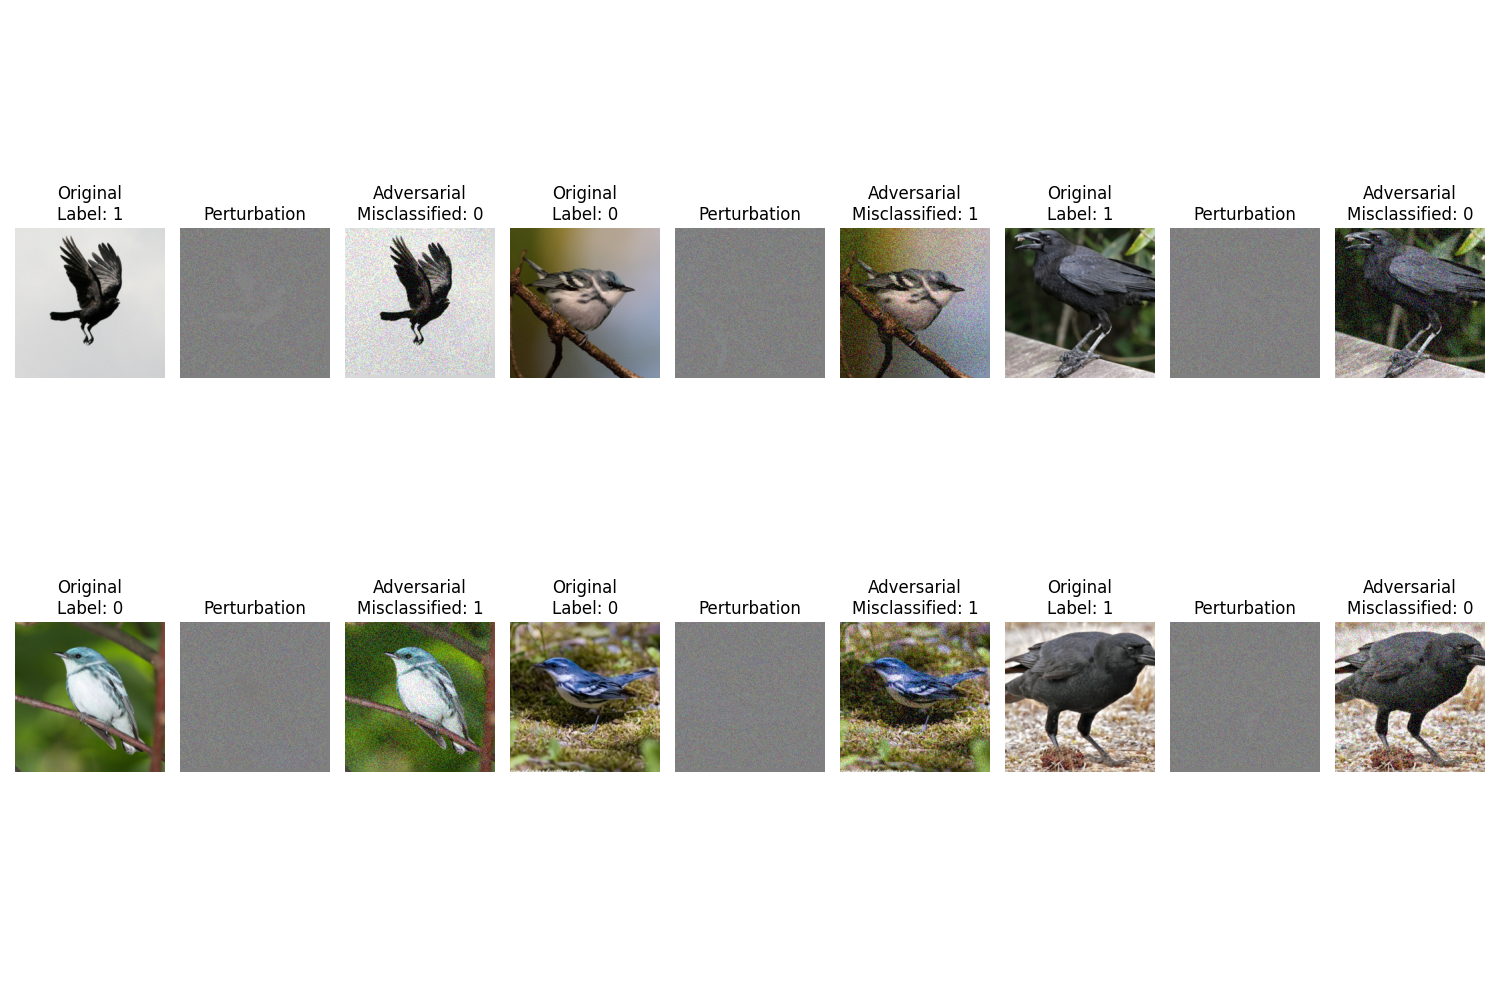 Original
Label: 1
Perturbation
Adversarial
Misclassified: 0
Original
Label: 0
Perturbation
Adversarial
Misclassified: 1
Original
Label: 1
Perturbation
Adversarial
Misclassified: 0
Original
Label: 0
Perturbation
Adversarial
Misclassified: 1
Original
Label: 0
Perturbation
Adversarial
Misclassified: 1
Original
Label: 1
Perturbation
Adversarial
Misclassified: 0